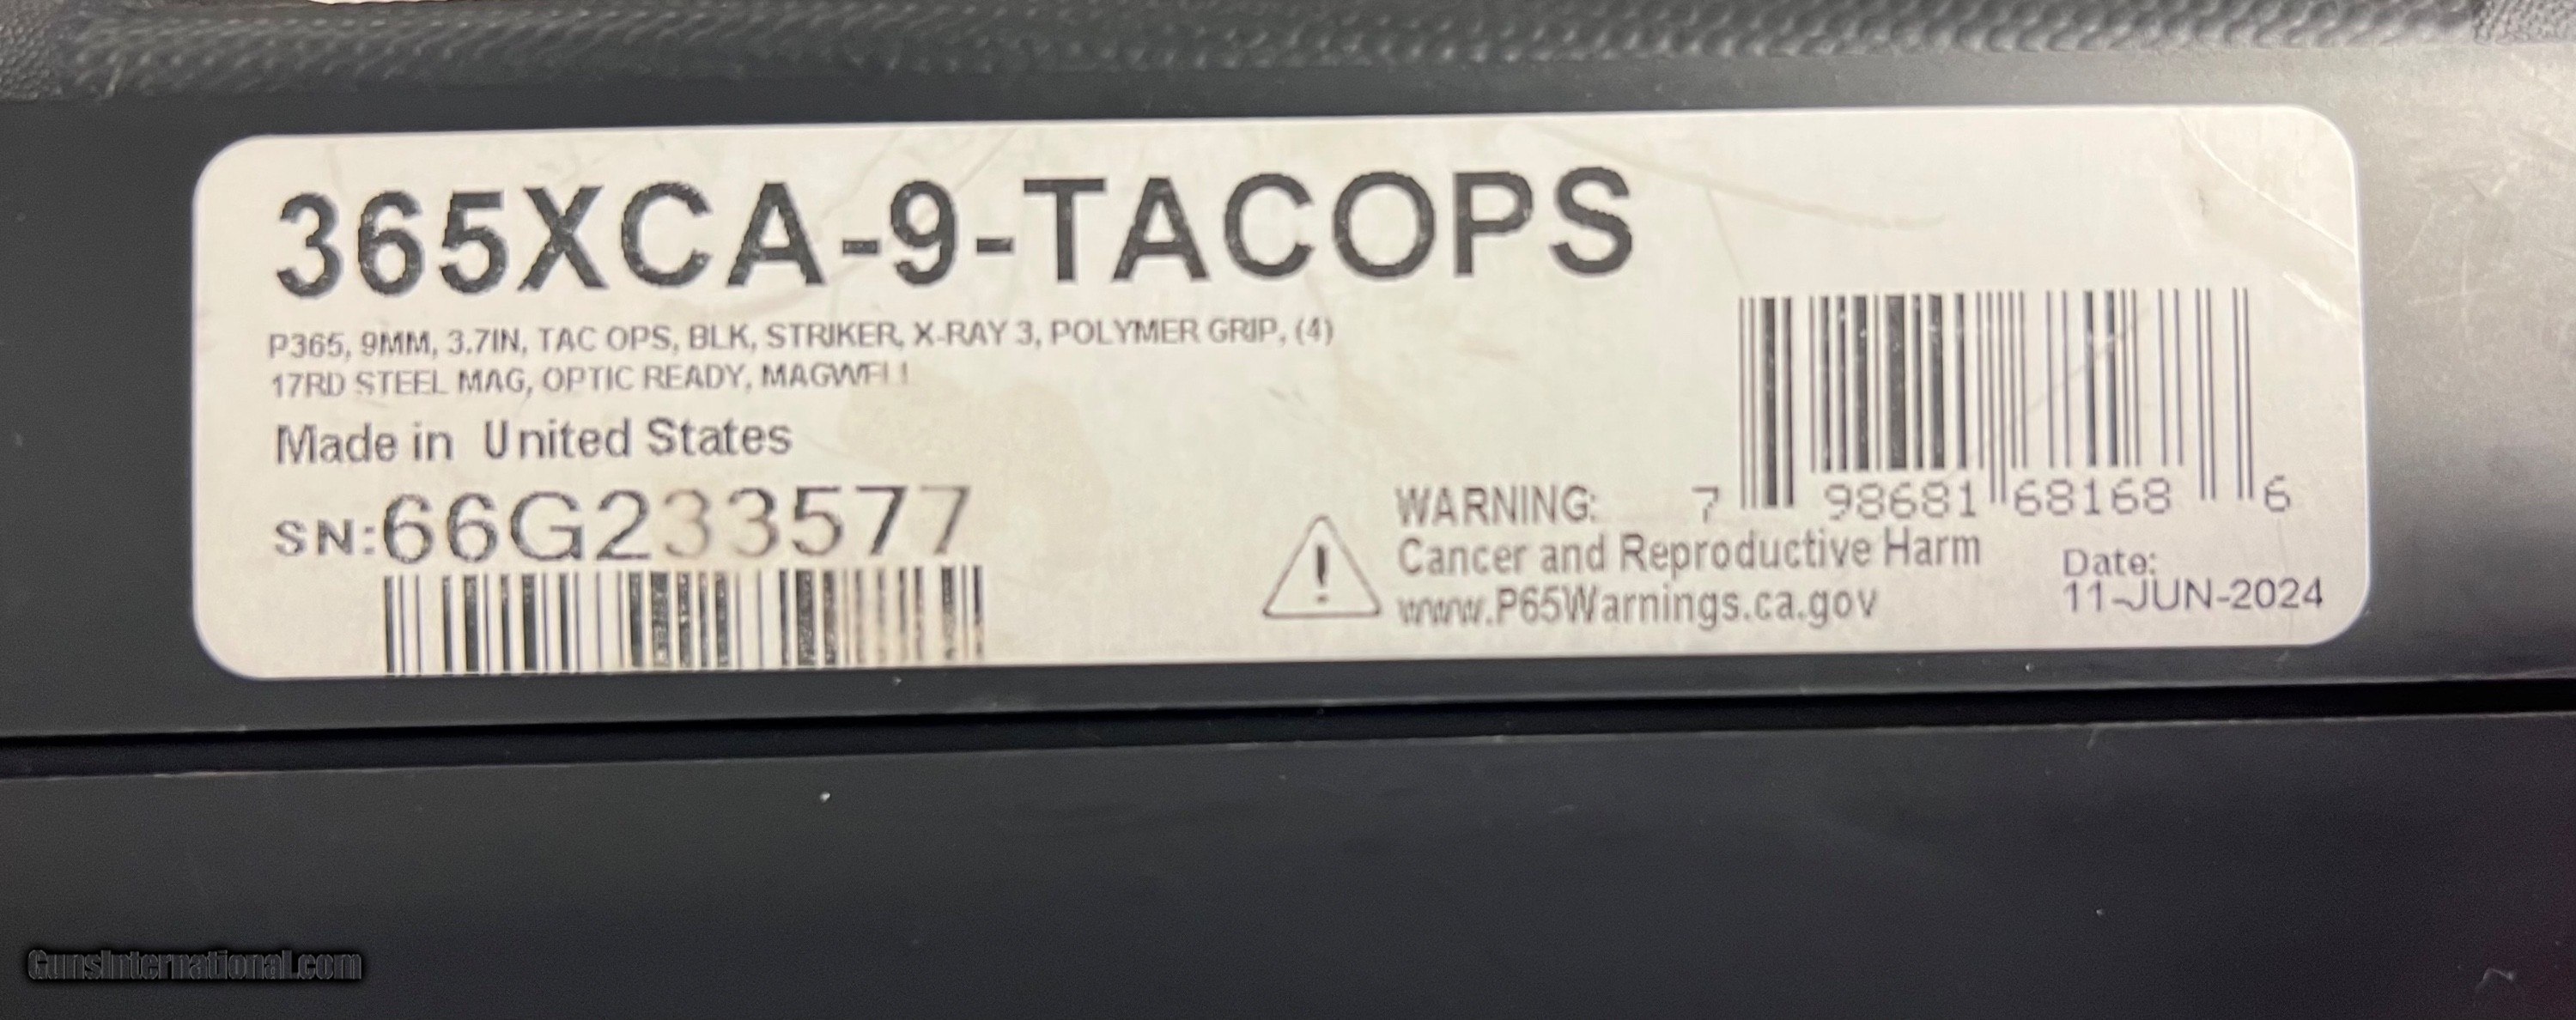 365XCA-9-TACOPS
P365, 9MM, 3.7IN, TAC OPS, BLK, STRIKER, X-RAY 3, POLYMER GRIP, (4)
17RD STEEL MAG, OPTIC READY, MAGWELL
Made in United States
SN:66G233577
7 98681 68168 6
WARNING:
Cancer and Reproductive Harm
www.P65Warnings.ca.gov
Date:
11-JUN-2024
GunsInternational.com